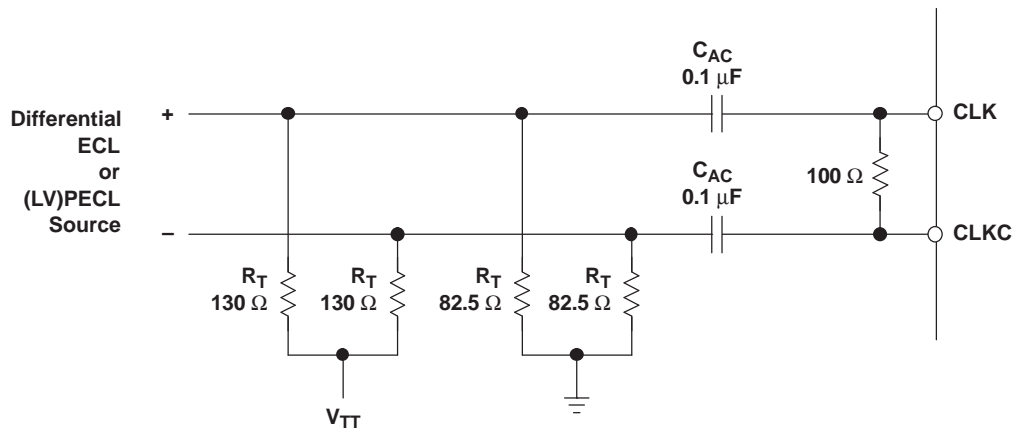 C_AC
0.1 μF
Differential
ECL
or
(LV)PECL
Source
+
CLK
C_AC
0.1 μF
100 Ω
−
CLKC
R_T
130 Ω
R_T
130 Ω
R_T
82.5 Ω
R_T
82.5 Ω
V_TT